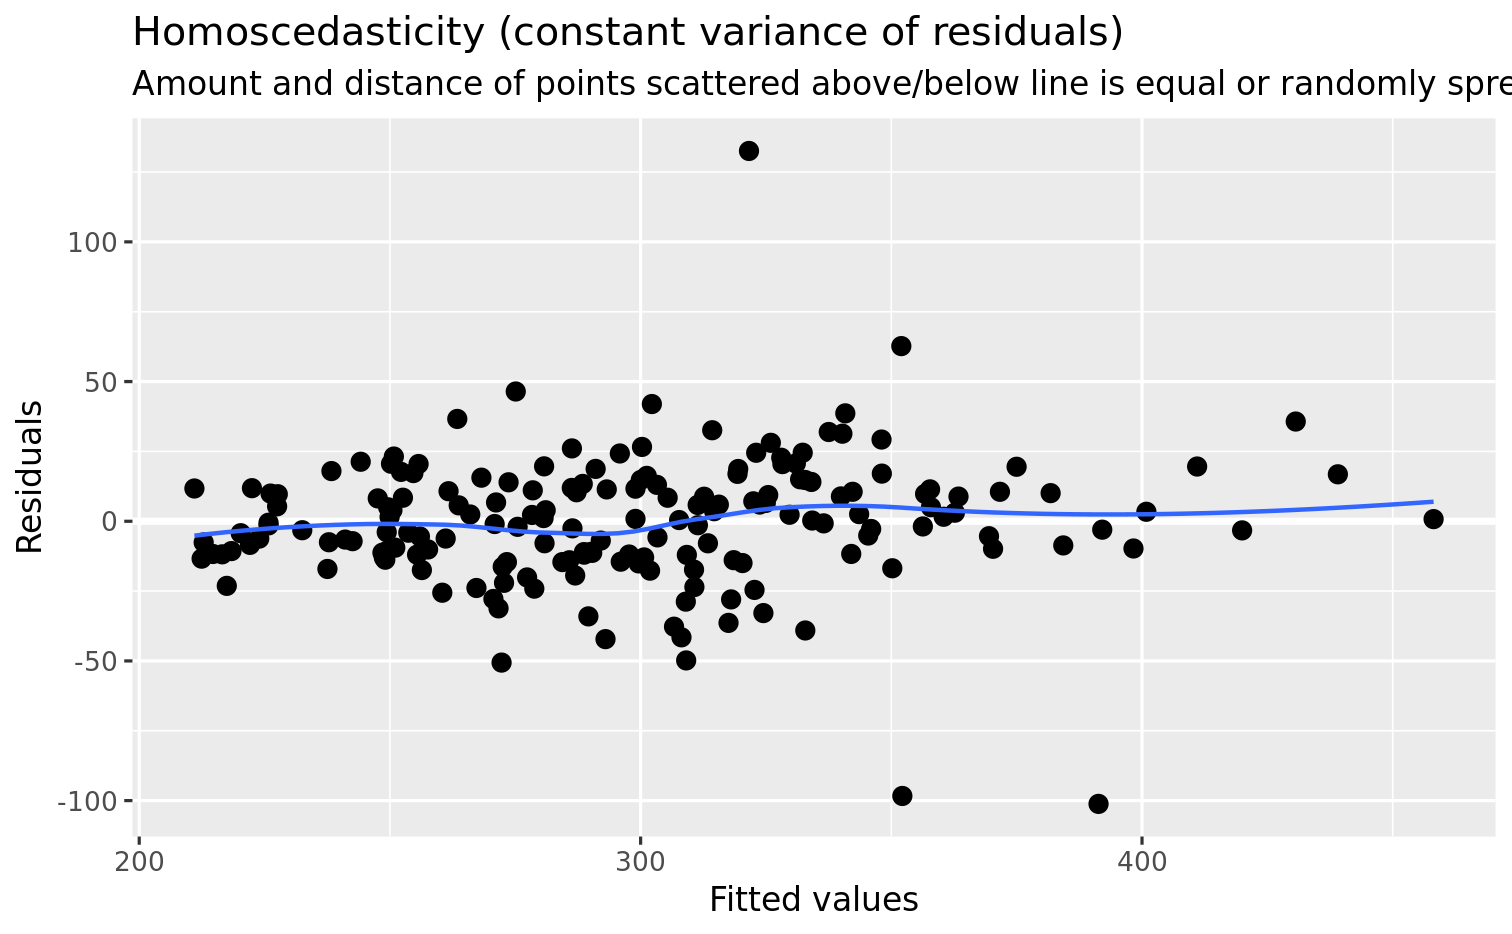 Homoscedasticity (constant variance of residuals)
Amount and distance of points scattered above/below line is equal or randomly spre
100
50
0
-50
-100
Residuals
200 300 400
Fitted values